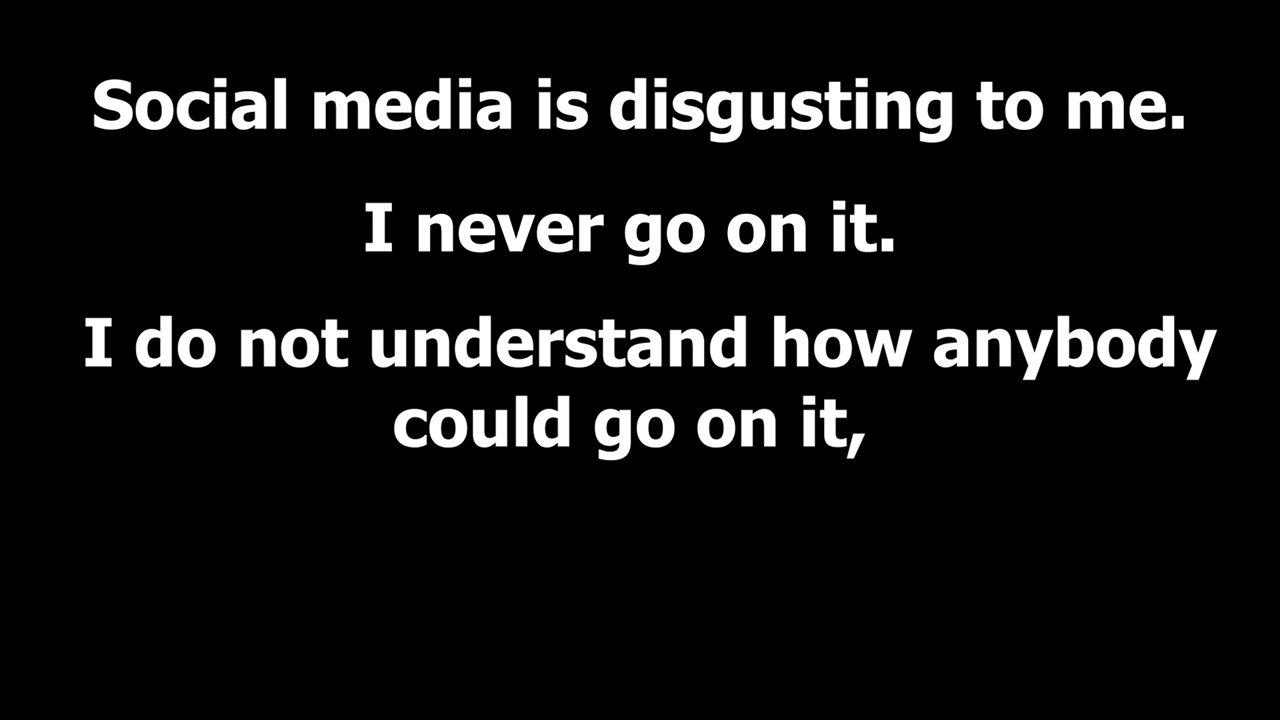 Social media is disgusting to me.
I never go on it.
I do not understand how anybody
could go on it,